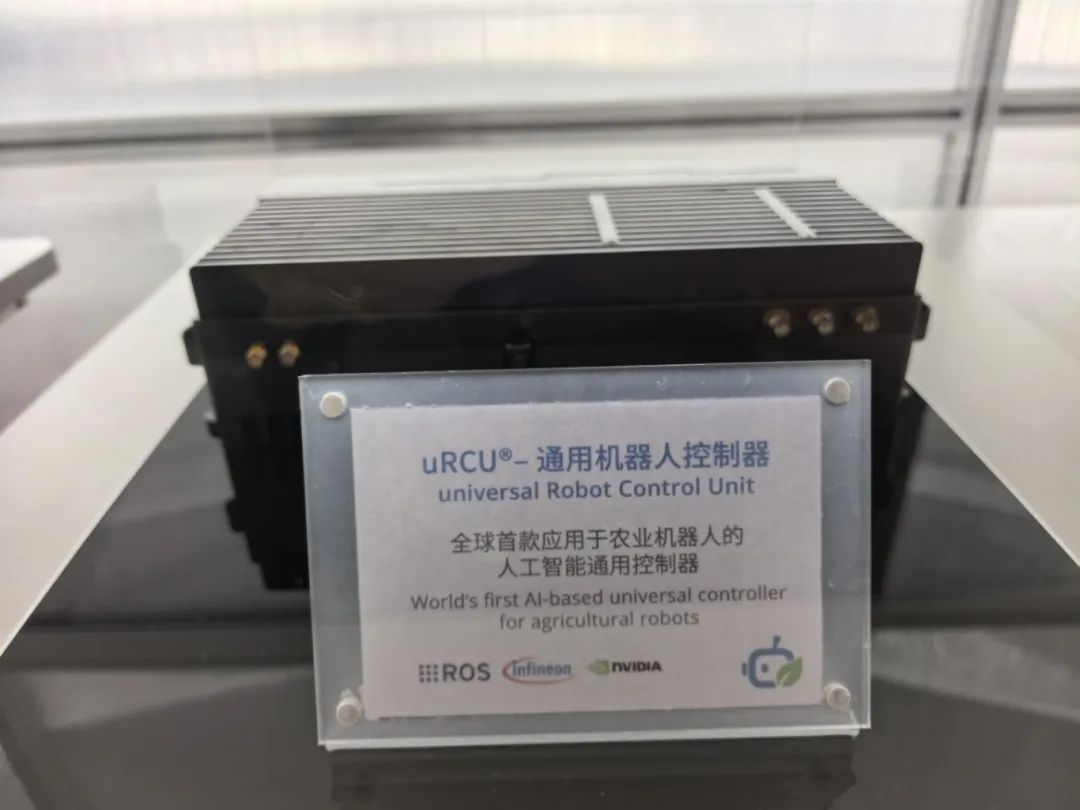 uRCU®– 通用机器人控制器
universal Robot Control Unit
全球首款应用于农业机器人的
人工智能通用控制器
World's first AI-based universal controller
for agricultural robots
ROS infineon NVIDIA